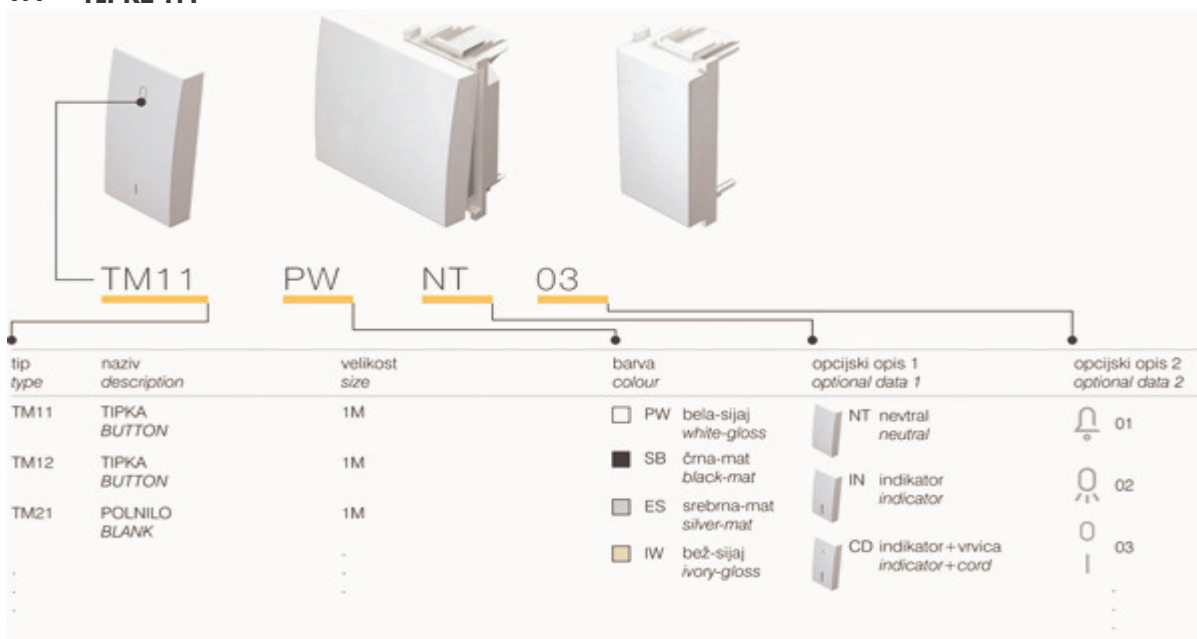 TM11 PW NT 03
tip naziv velikost barva opcijski opis 1 opcijski opis 2
type description size colour optional data 1 optional data 2
TM11 TIPKA 1M
BUTTON
TM12 TIPKA 1M
BUTTON
TM21 POLNILO 1M
BLANK
PW bela-sijaj
white-gloss
SB črna-mat
black-mat
ES srebrna-mat
silver-mat
IW bež-sijaj
ivory-gloss
NT nevtral
neutral
IN indikator
indicator
CD indikator+vrvica
indicator+cord
01
02
03